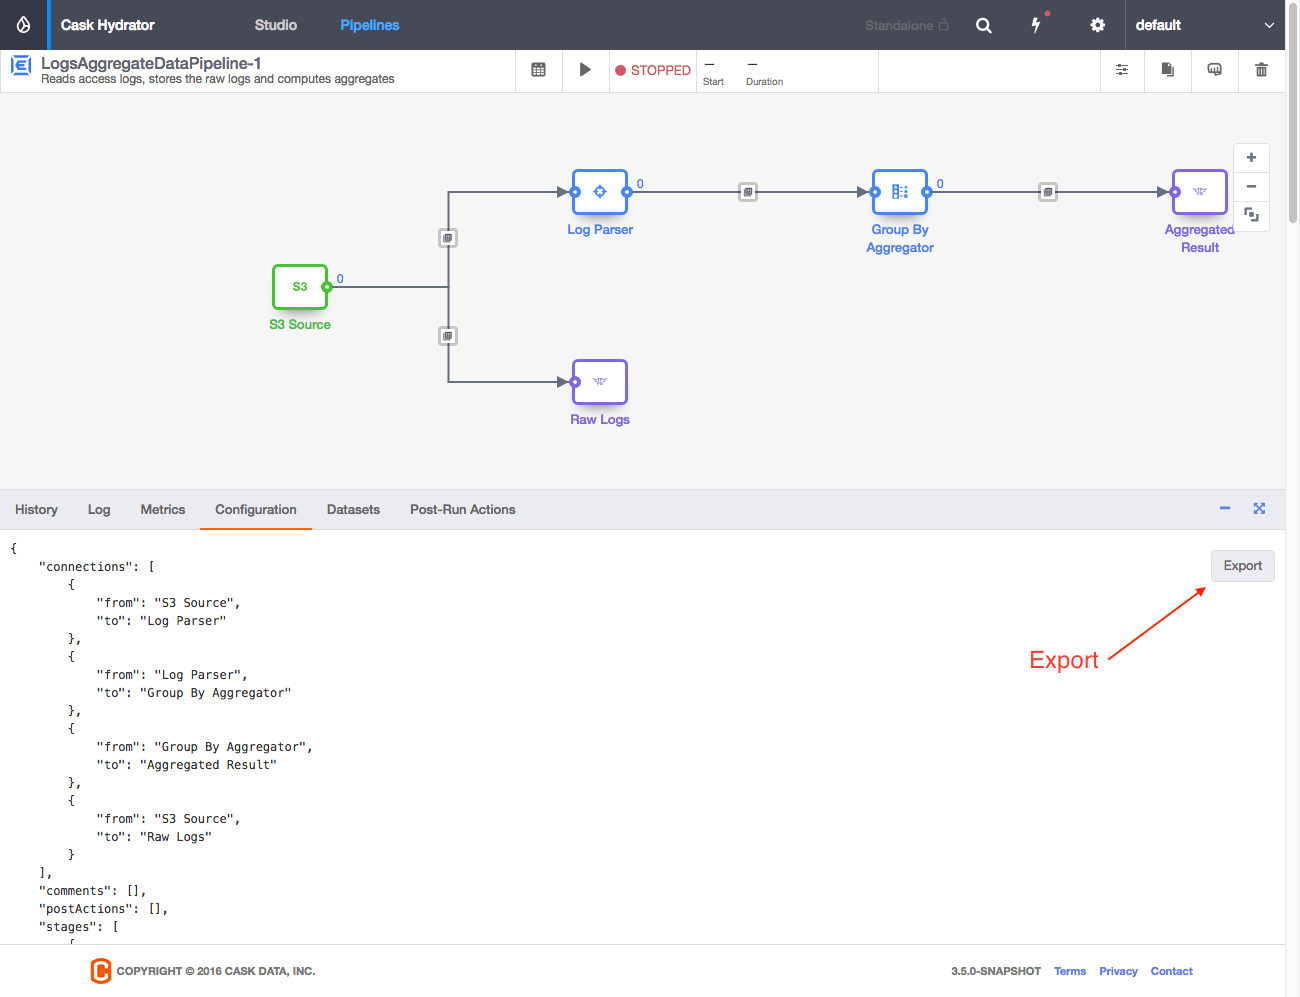 Cask Hydrator
Studio
Pipelines
Standalone
default
LogsAggregateDataPipeline-1
Reads access logs, stores the raw logs and computes aggregates
STOPPED
–
Start
–
Duration
0
Log Parser
0
Group By
Aggregator
Aggregated
Result
S3
0
S3 Source
Raw Logs
History
Log
Metrics
Configuration
Datasets
Post-Run Actions
Export
{
"connections": [
{
"from": "S3 Source",
"to": "Log Parser"
},
{
"from": "Log Parser",
"to": "Group By Aggregator"
},
{
"from": "Group By Aggregator",
"to": "Aggregated Result"
},
{
"from": "S3 Source",
"to": "Raw Logs"
}
],
"comments": [],
"postActions": [],
"stages": [
{
Export
COPYRIGHT © 2016 CASK DATA, INC.
3.5.0-SNAPSHOT
Terms
Privacy
Contact